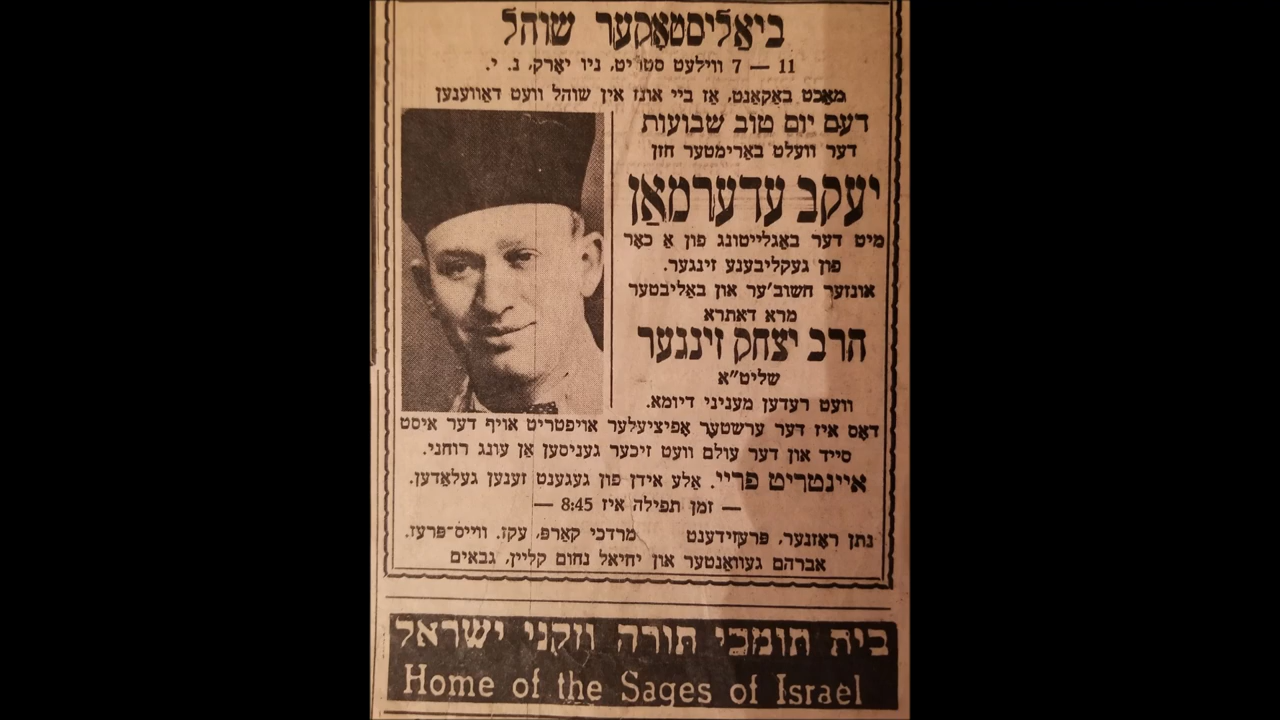 ביאַליסטאָקער שוהל
7 — 11 ווילעט סטריט, ניו יאָרק, נ. י.
מאַכט באַקאַנט, אַז ביי אונז אין שוהל וועט דאַווענען
דעם יום טוב שבועות
דער וועלט באַרימטער חזן
יעקב עדערמאַן
מיט דער באַגלייטונג פון אַ כאָר
פון געקליבענע זינגער.
אונזער חשוב'ער און באַליבטער
מרא דאתרא
הרב יצחק זינגער
שליט"א
וועט רעדען מעניני דיומא.
דאָס איז דער ערשטער אָפיציעלער אויפטריט אויף דער איסט
סייד און דער עולם וועט זיכער געניסען אַן עונג רוחני.
איינטריט פריי. אַלע אידן פון געגענט זענען געלאַדען.
— זמן תפילה איז 8:45 —
נתן ראָזנער, פּרעזידענט מרדכי קאַרפּ, עקז. ווייס־פּרעז.
אברהם געוואַנטער און יחיאל נחום קליין, גבאים
בית תומכי תורה וזקני ישראל
Home of the Sages of Israel